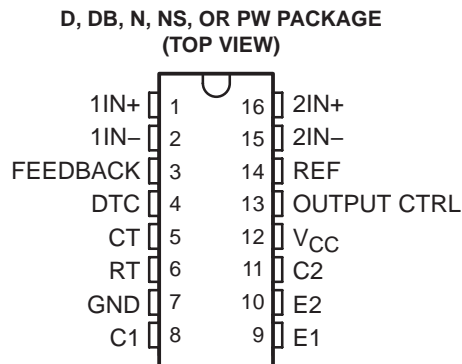 D, DB, N, NS, OR PW PACKAGE
(TOP VIEW)
1IN+ 1 16 2IN+
1IN− 2 15 2IN−
FEEDBACK 3 14 REF
DTC 4 13 OUTPUT CTRL
CT 5 12 VCC
RT 6 11 C2
GND 7 10 E2
C1 8 9 E1